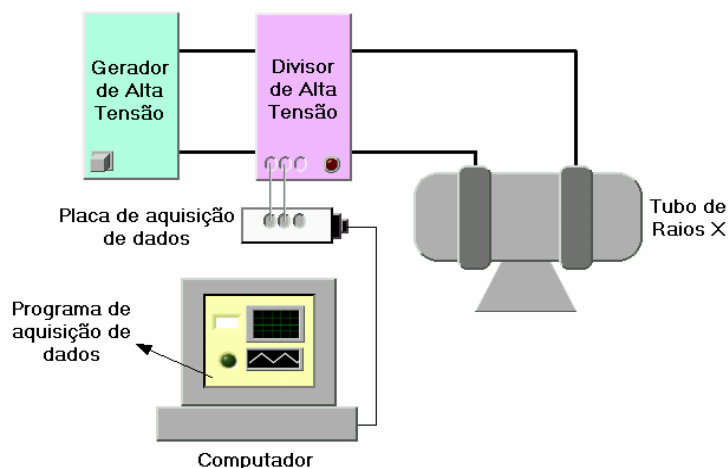 Gerador
de Alta
Tensão
Divisor
de Alta
Tensão
Placa de aquisição
de dados
Tubo de
Raios X
Programa de
aquisição de
dados
Computador